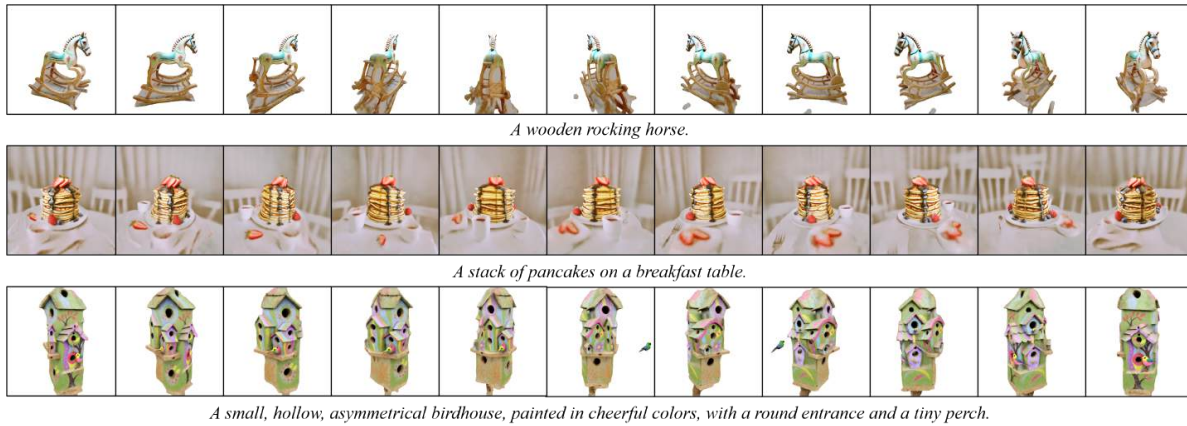 A wooden rocking horse.
A stack of pancakes on a breakfast table.
A small, hollow, asymmetrical birdhouse, painted in cheerful colors, with a round entrance and a tiny perch.